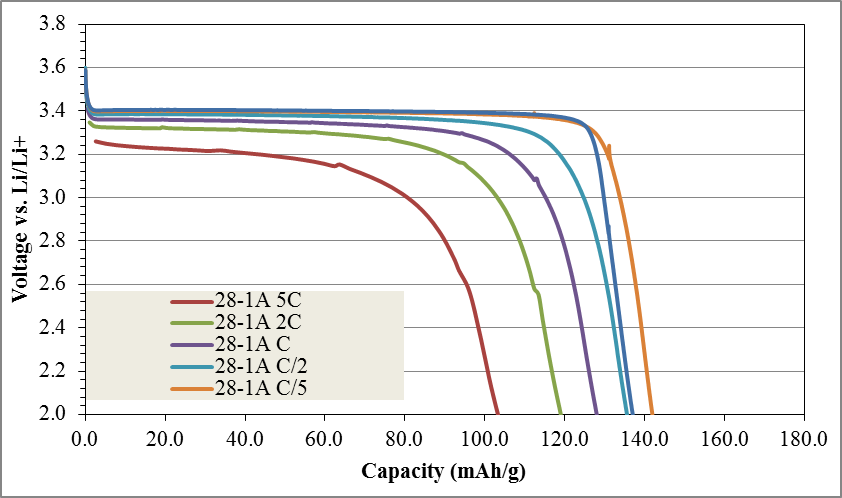 Voltage vs. Li/Li+
3.8
3.6
3.4
3.2
3.0
2.8
2.6
2.4
2.2
2.0
28-1A 5C
28-1A 2C
28-1A C
28-1A C/2
28-1A C/5
0.0 20.0 40.0 60.0 80.0 100.0 120.0 140.0 160.0 180.0
Capacity (mAh/g)